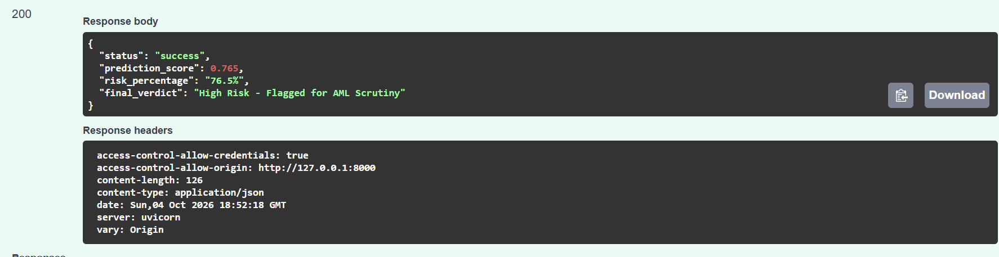 200
Response body
{
"status": "success",
"prediction_score": 0.765,
"risk_percentage": "76.5%",
"final_verdict": "High Risk - Flagged for AML Scrutiny"
}
Download
Response headers
access-control-allow-credentials: true
access-control-allow-origin: http://127.0.0.1:8000
content-length: 126
content-type: application/json
date: Sun,04 Oct 2026 18:52:18 GMT
server: uvicorn
vary: Origin
Responses